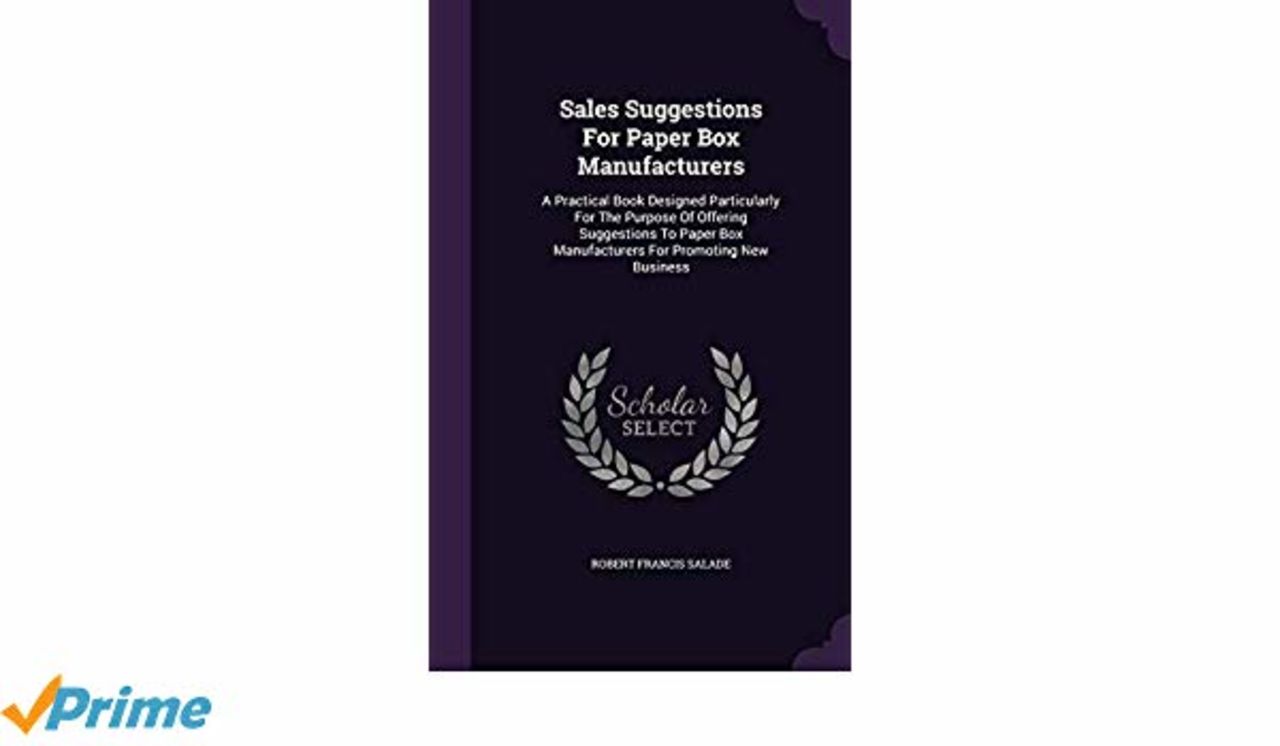 Sales Suggestions
For Paper Box
Manufacturers
A Practical Book Designed Particularly
For The Purpose Of Offering
Suggestions To Paper Box
Manufacturers For Promoting New
Business
Scholar
SELECT
ROBERT FRANCIS SALADE
Prime